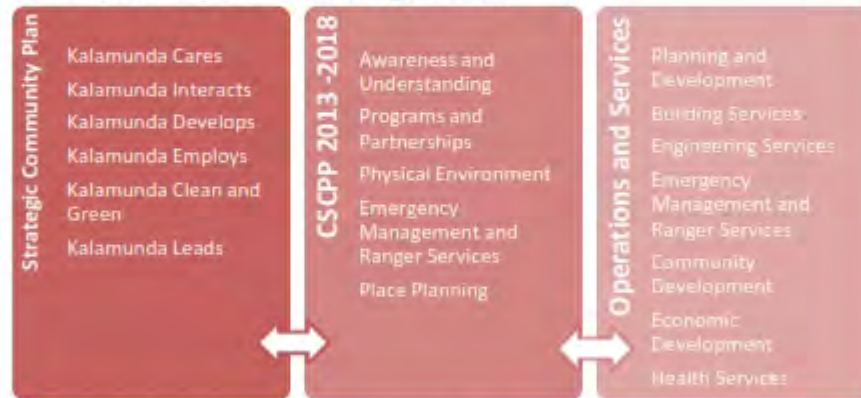 Strategic Community Plan
Kalamunda Cares
Kalamunda Interacts
Kalamunda Develops
Kalamunda Employs
Kalamunda Clean and
Green
Kalamunda Leads
CSCPP 2013 -2018
Awareness and
Understanding
Programs and
Partnerships
Physical Environment
Emergency
Management and
Ranger Services
Place Planning
Operations and Services
Planning and
Development
Building Services
Engineering Services
Emergency
Management and
Ranger Services
Community
Development
Economic
Development
Health Services